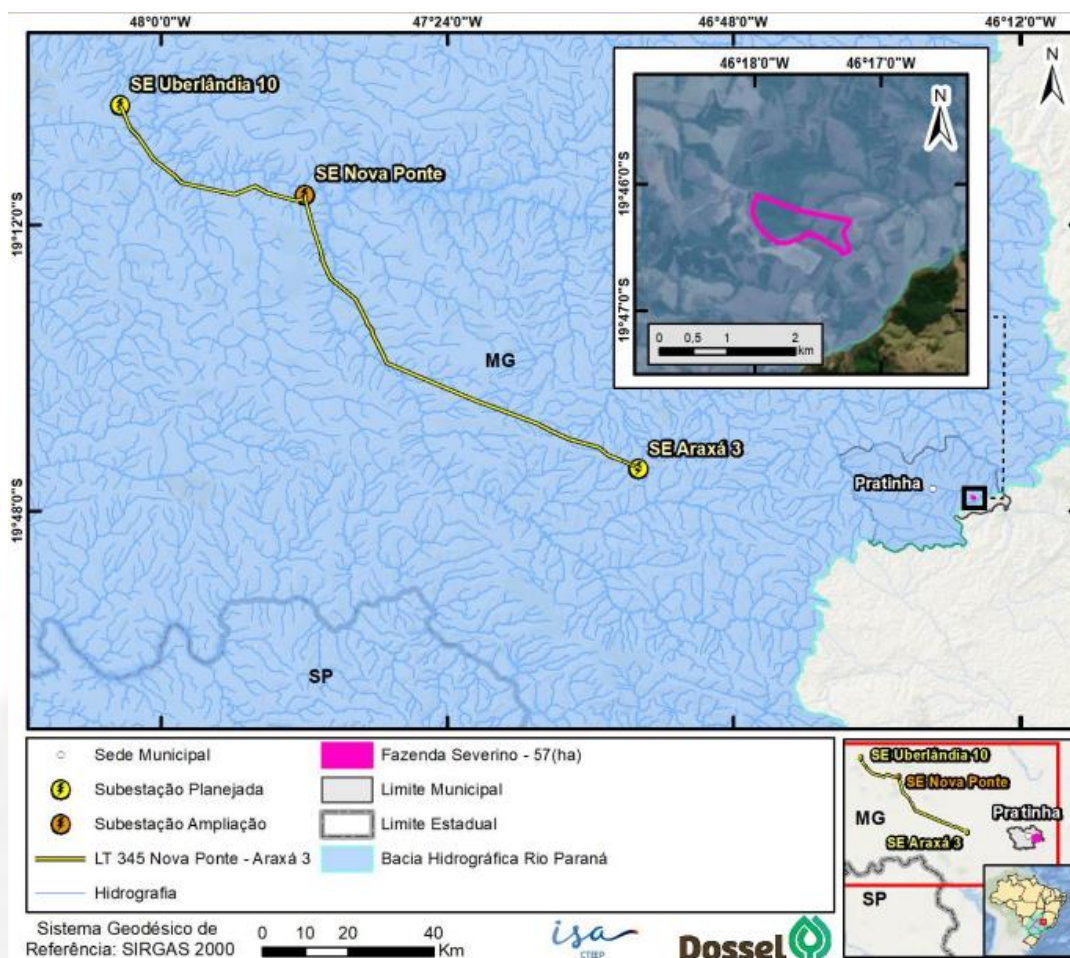 48°0'0"W 47°24'0"W 46°48'0"W 46°12'0"W
SE Uberlândia 10
SE Nova Ponte
19°12'0"S
MG
SE Araxá 3
Pratinha
19°48'0"S
SP
N
46°18'0"W 46°17'0"W
N
19°46'0"S
19°47'0"S
0 0,5 1 2
km
Sede Municipal
Subestação Planejada
Subestação Ampliação
LT 345 Nova Ponte - Araxá 3
Hidrografia
Fazenda Severino - 57(ha)
Limite Municipal
Limite Estadual
Bacia Hidrográfica Rio Paraná
SE Uberlândia 10
SE Nova Ponte
Pratinha
MG
SE Araxá 3
SP
Sistema Geodésico de
Referência: SIRGAS 2000
0 10 20 40
Km
isa
CTEEP
Dossel